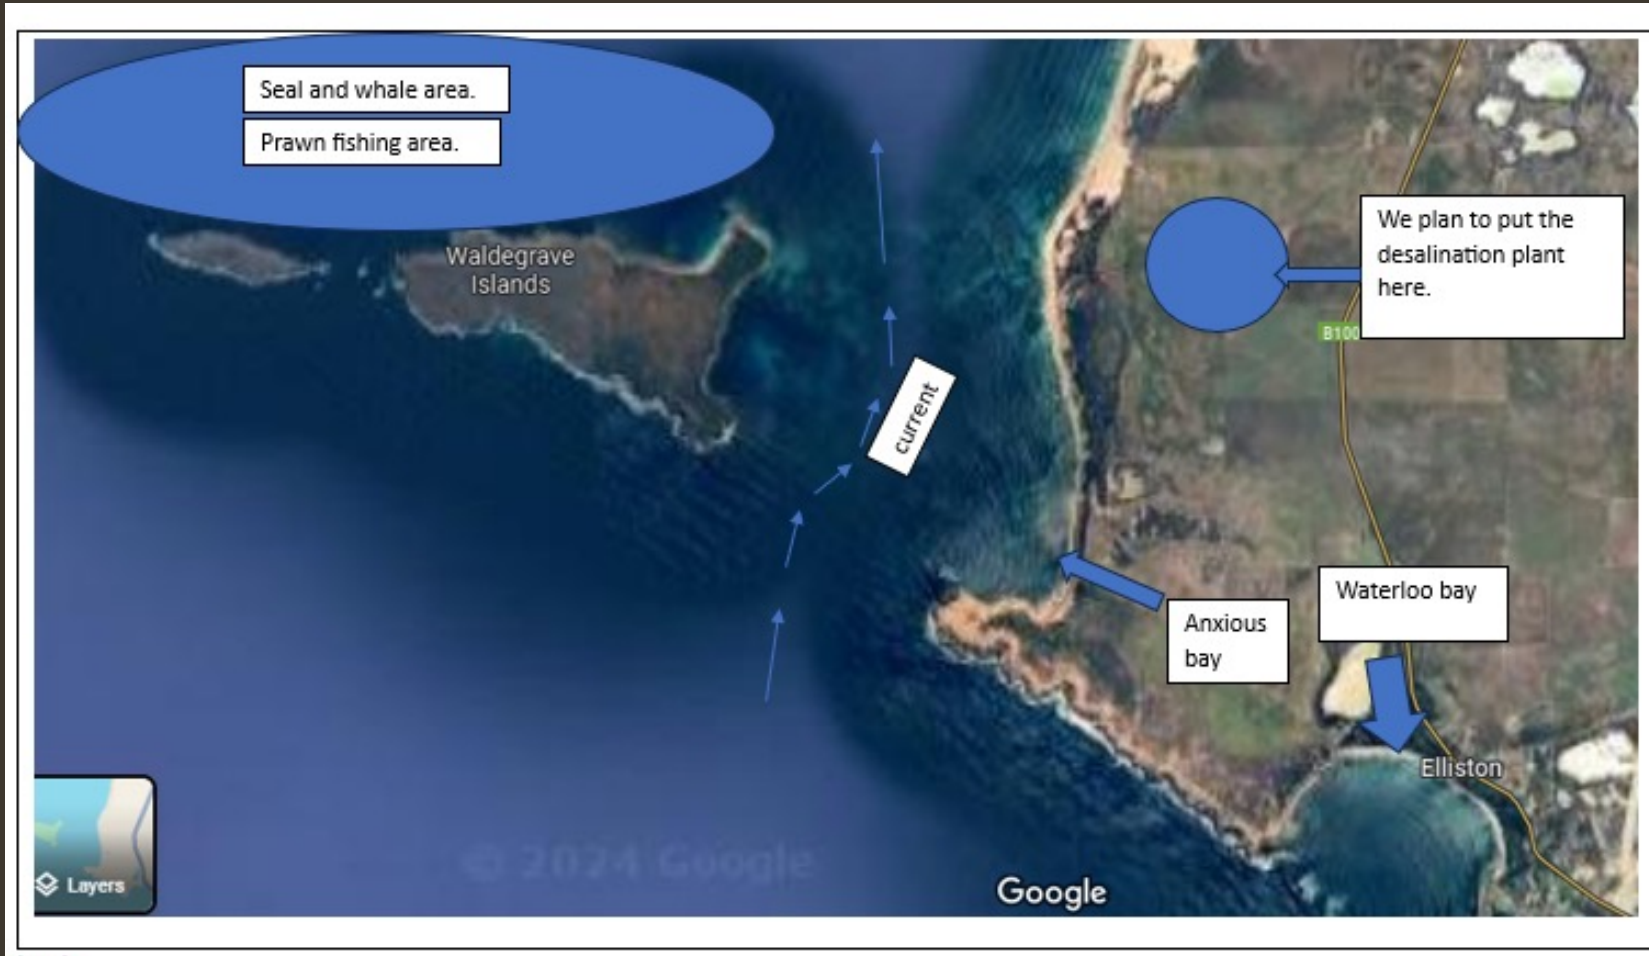 Seal and whale area.
Prawn fishing area.
Waldegrave
Islands
We plan to put the
desalination plant
here.
B100
current
Anxious
bay
Waterloo bay
Elliston
© 2024 Google
Layers
Google